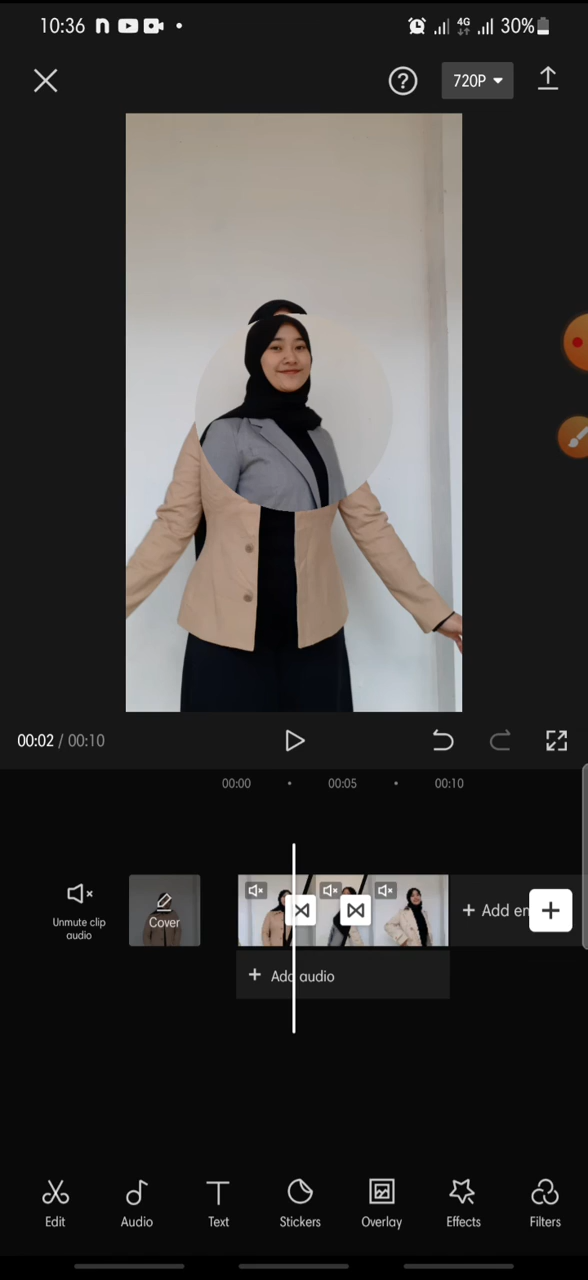 10:36
4G
30%
720P
00:02 / 00:10
00:00
00:05
00:10
Unmute clip
audio
Cover
+ Add en
+ Add audio
Edit
Audio
Text
Stickers
Overlay
Effects
Filters